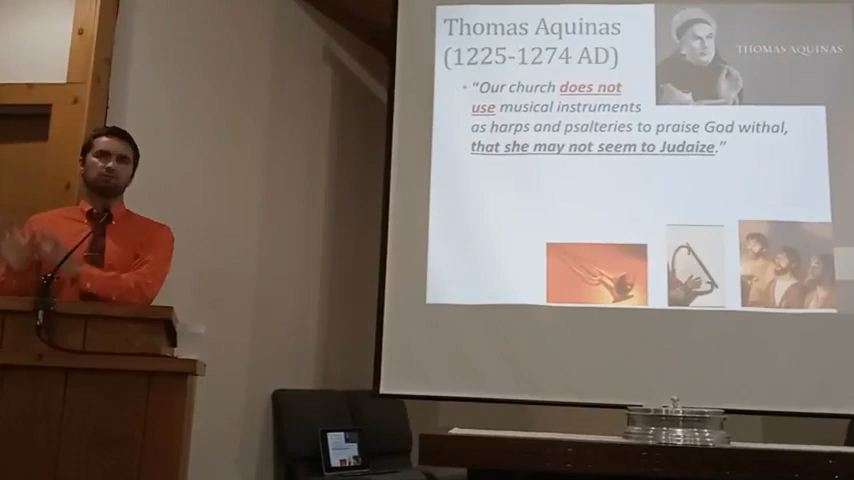 Thomas Aquinas
(1225-1274 AD)
THOMAS AQUINAS
• “Our church does not
use musical instruments
as harps and psalteries to praise God withal,
that she may not seem to Judaize.”